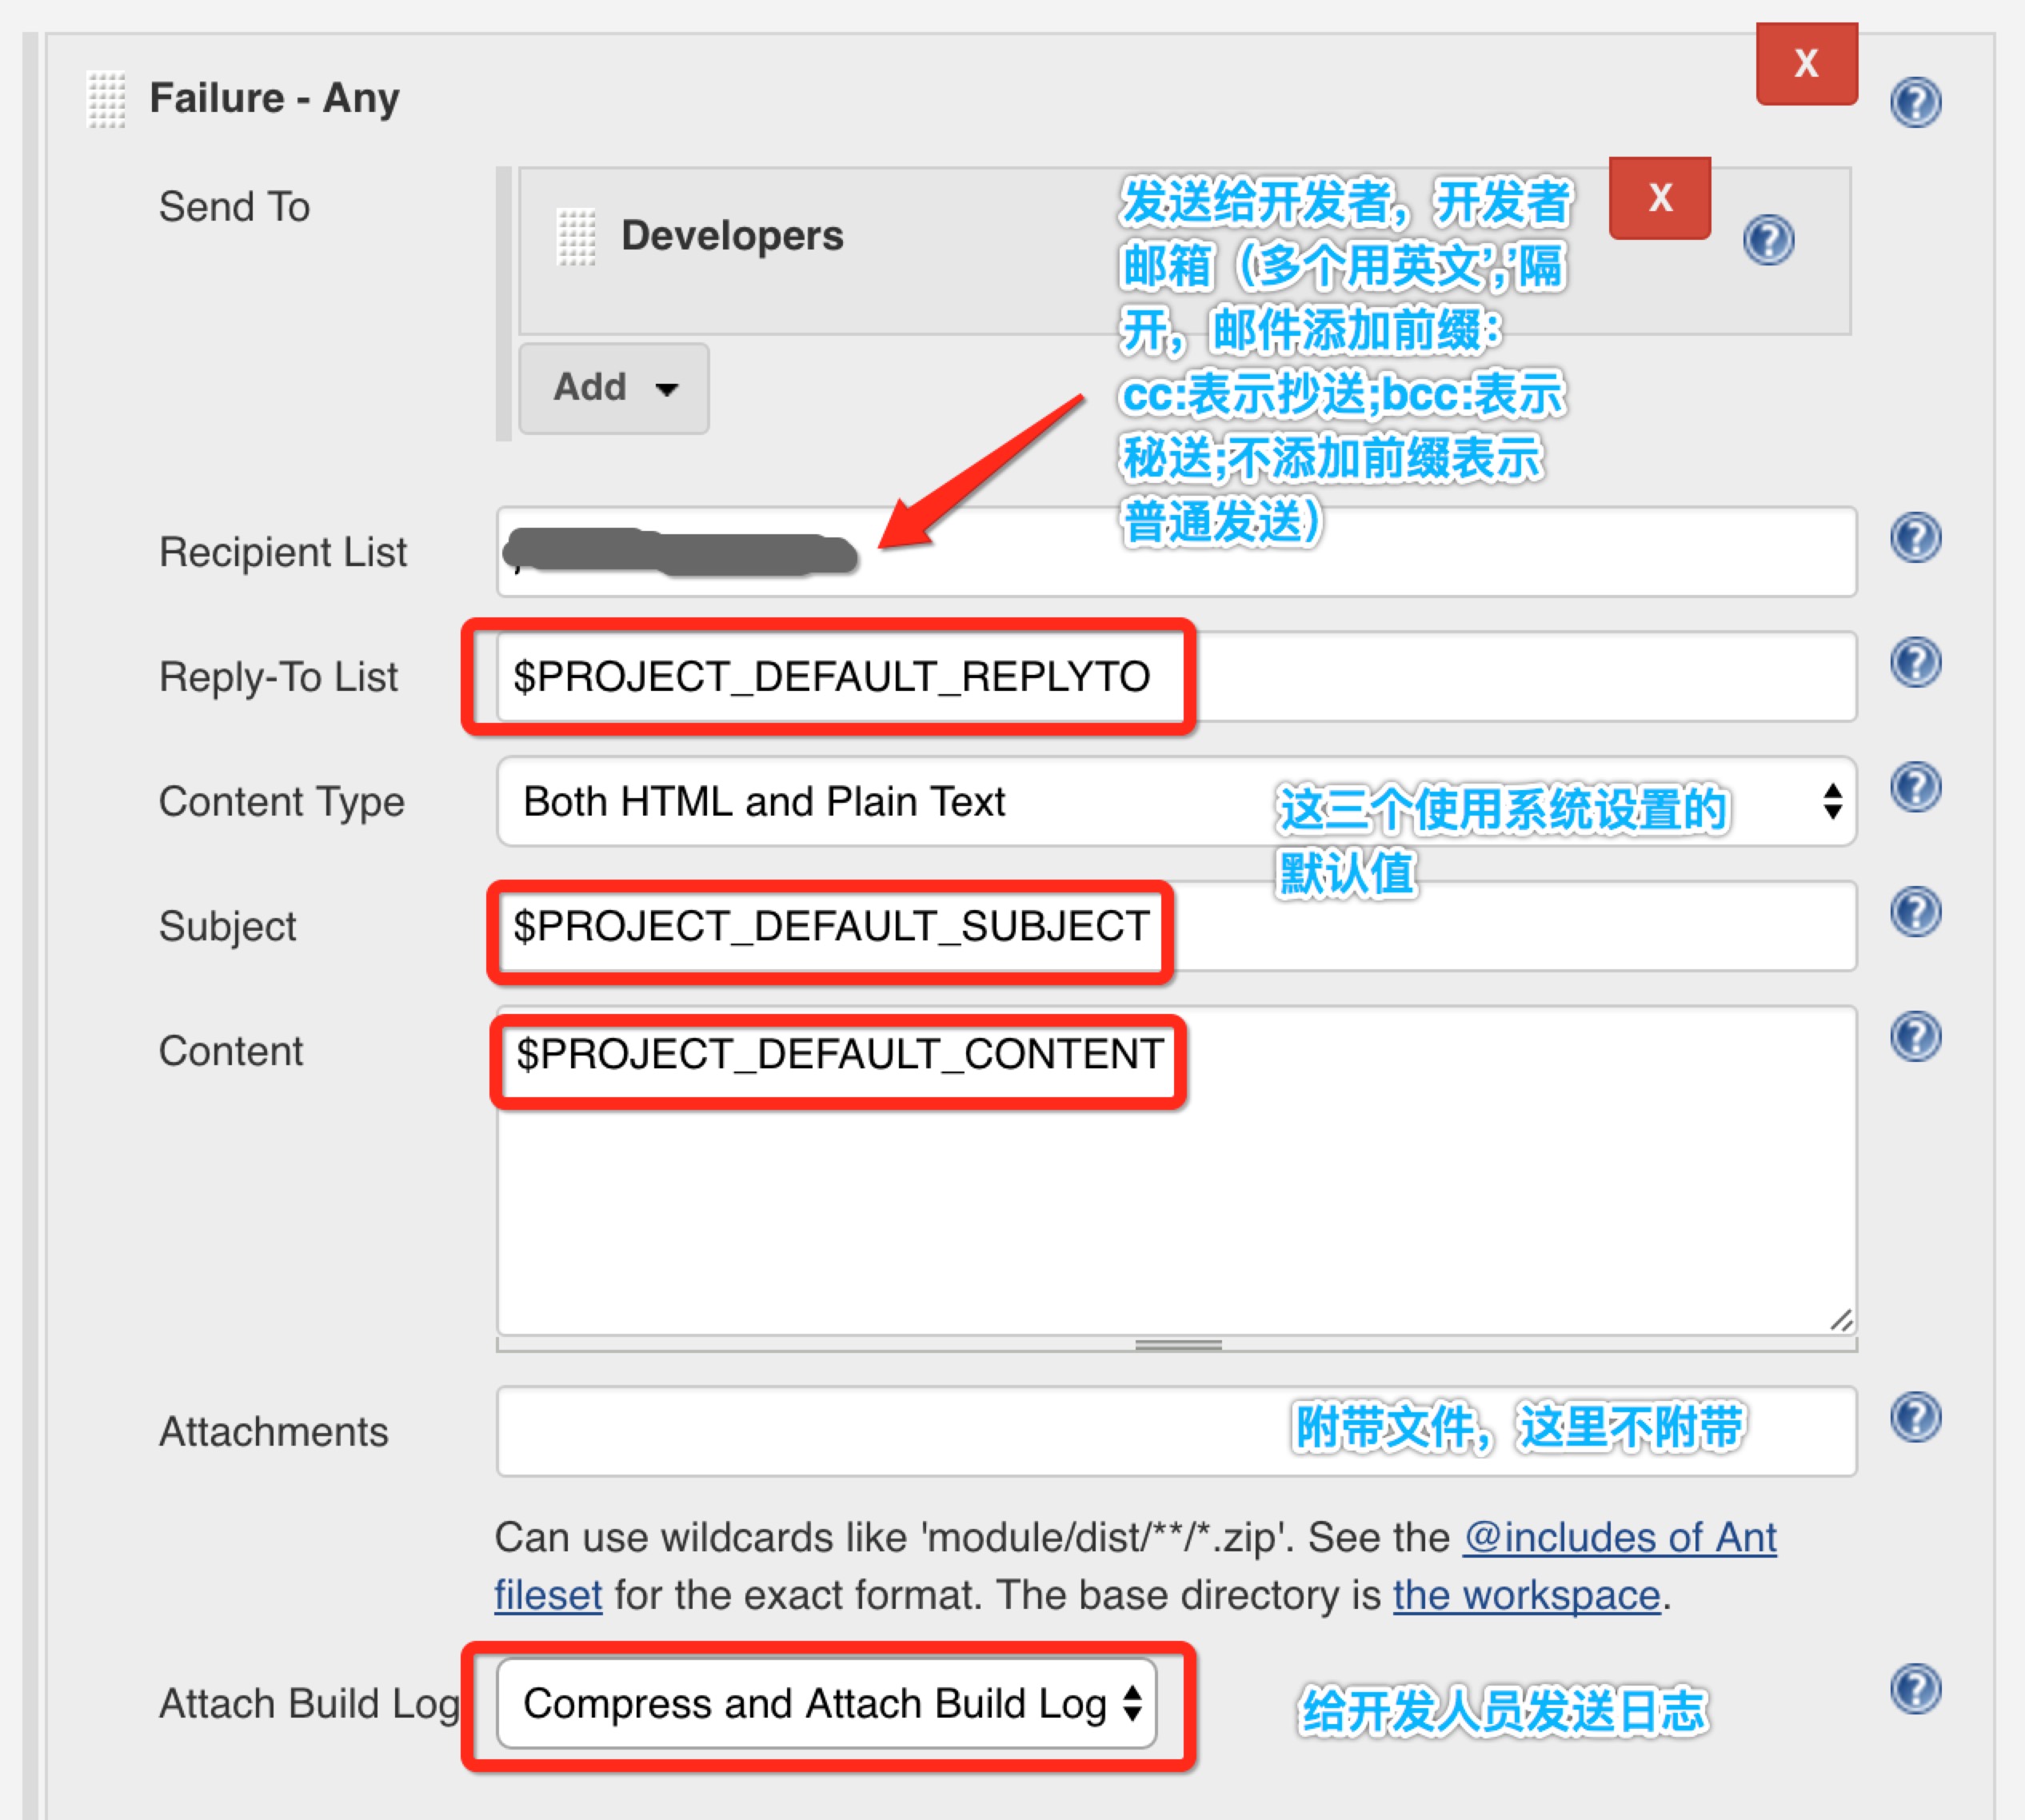 Failure - Any
X
Send To
Developers
X
发送给开发者，开发者
邮箱（多个用英文','隔
开，邮件添加前缀：
cc:表示抄送;bcc:表示
秘送;不添加前缀表示
普通发送）
Add
Recipient List
Reply-To List
$PROJECT_DEFAULT_REPLYTO
Content Type
Both HTML and Plain Text
这三个使用系统设置的
默认值
Subject
$PROJECT_DEFAULT_SUBJECT
Content
$PROJECT_DEFAULT_CONTENT
Attachments
附带文件，这里不附带
Can use wildcards like 'module/dist/**/*.zip'. See the @includes of Ant
fileset for the exact format. The base directory is the workspace.
Attach Build Log
Compress and Attach Build Log
给开发人员发送日志